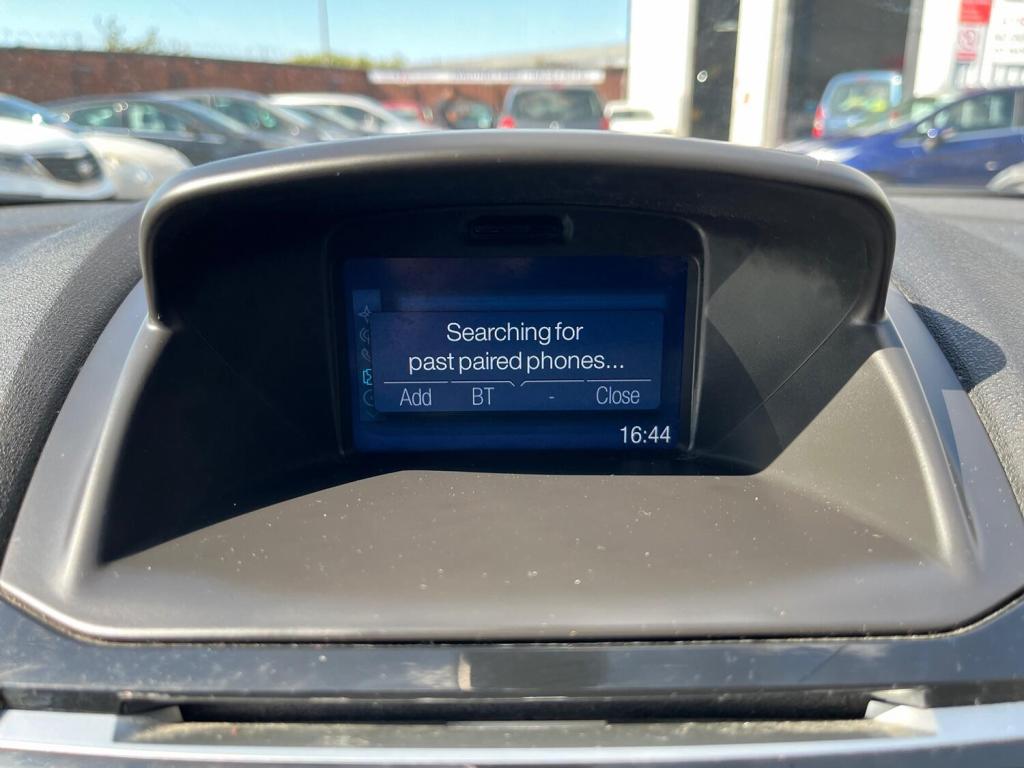 Searching for
past paired phones...
Add BT - Close
16:44